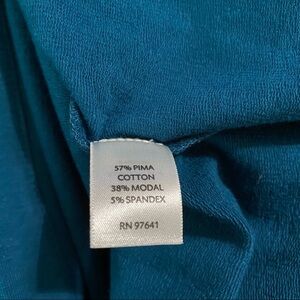 57% PIMA
COTTON
38% MODAL
5% SPANDEX
RN 97641